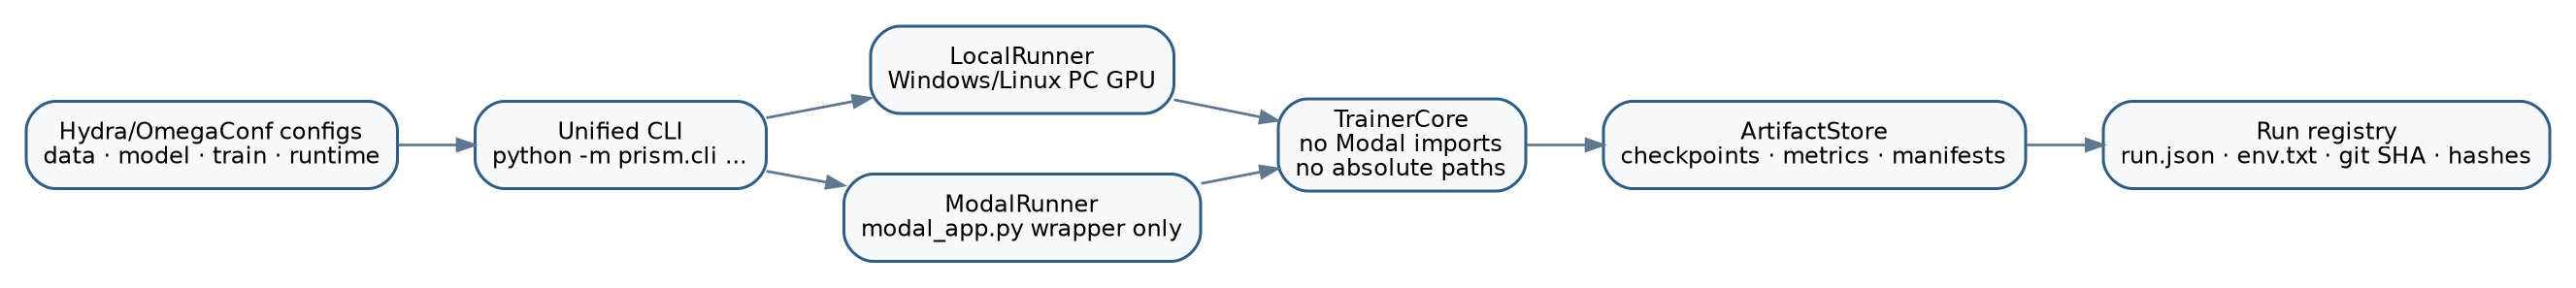 Hydra/OmegaConf configs
data · model · train · runtime
Unified CLI
python -m prism.cli ...
LocalRunner
Windows/Linux PC GPU
ModalRunner
modal_app.py wrapper only
TrainerCore
no Modal imports
no absolute paths
ArtifactStore
checkpoints · metrics · manifests
Run registry
run.json · env.txt · git SHA · hashes